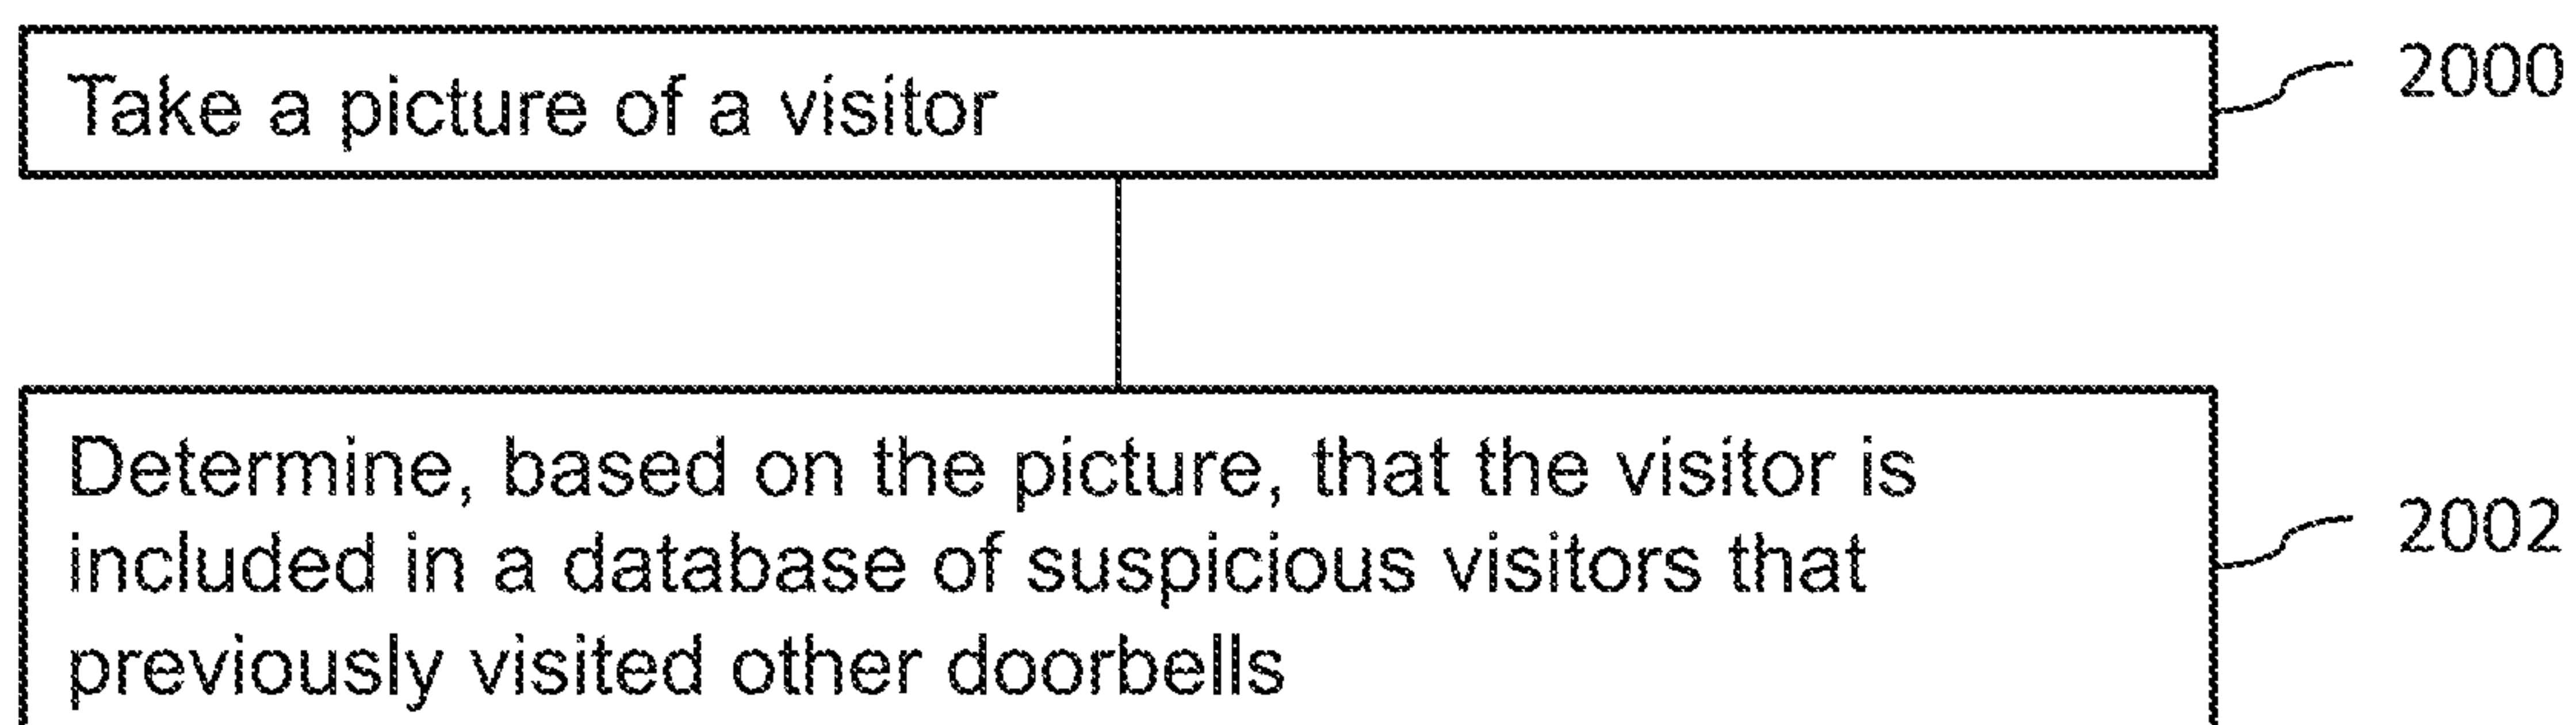 Take a picture of a visitor
2000
Determine, based on the picture, that the visitor is
included in a database of suspicious visitors that
previously visited other doorbells
2002